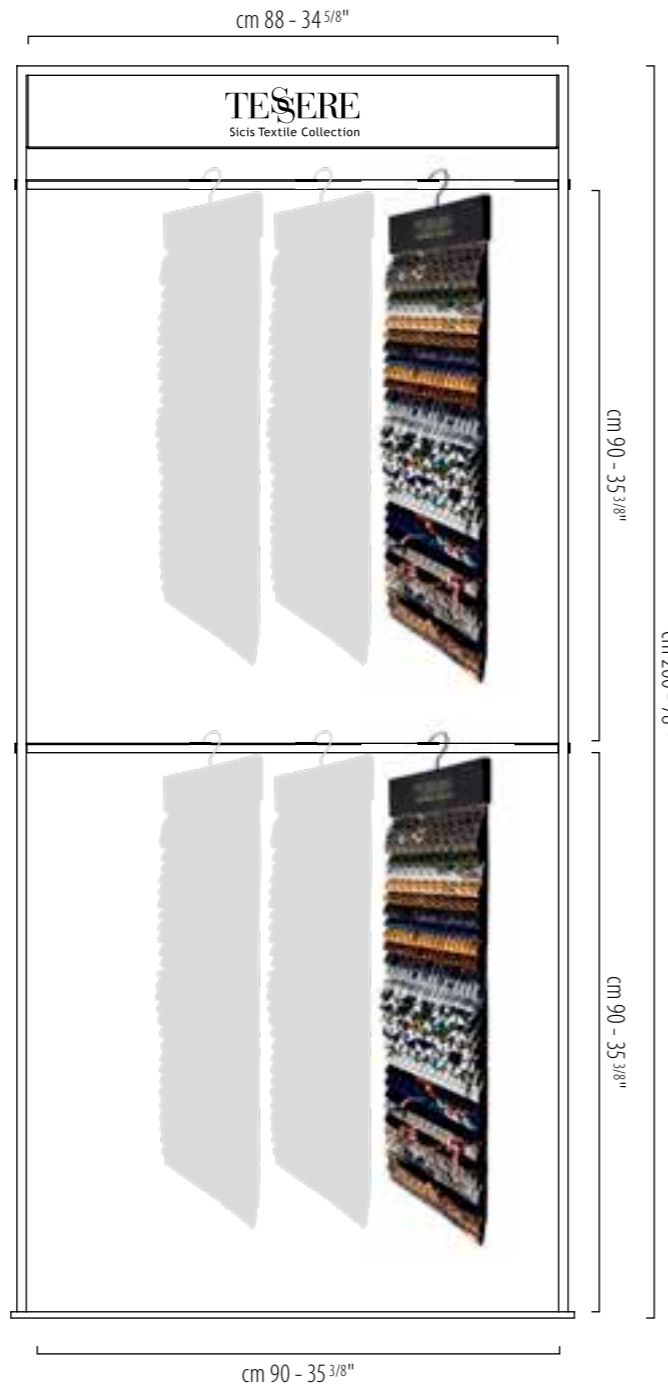 cm 88 - 34 5/8"
TESSERE
Sicis Textile Collection
cm 90 - 35 3/8"
cm 90 - 35 3/8"
cm 90 - 35 3/8"